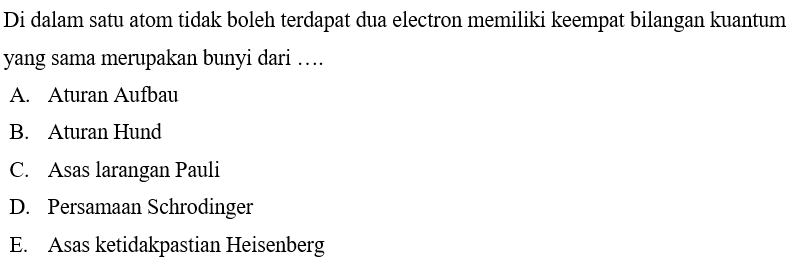 Di dalam satu atom tidak boleh terdapat dua electron memiliki keempat bilangan kuantum
yang sama merupakan bunyi dari ….
A. Aturan Aufbau
B. Aturan Hund
C. Asas larangan Pauli
D. Persamaan Schrodinger
E. Asas ketidakpastian Heisenberg